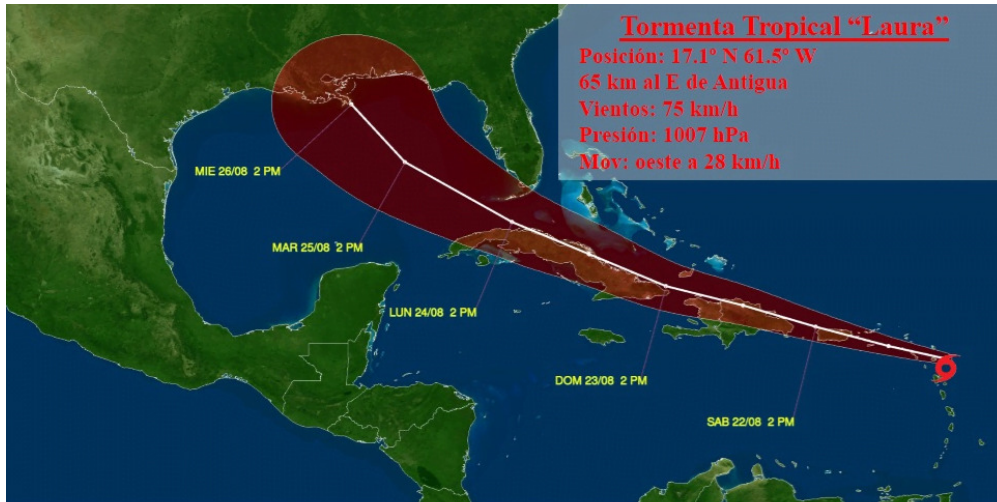 Tormenta Tropical “Laura”
Posición: 17.1º N 61.5º W
65 km al E de Antigua
Vientos: 75 km/h
Presión: 1007 hPa
Mov: oeste a 28 km/h
MIE 26/08 2 PM
MAR 25/08 2 PM
LUN 24/08 2 PM
DOM 23/08 2 PM
SAB 22/08 2 PM